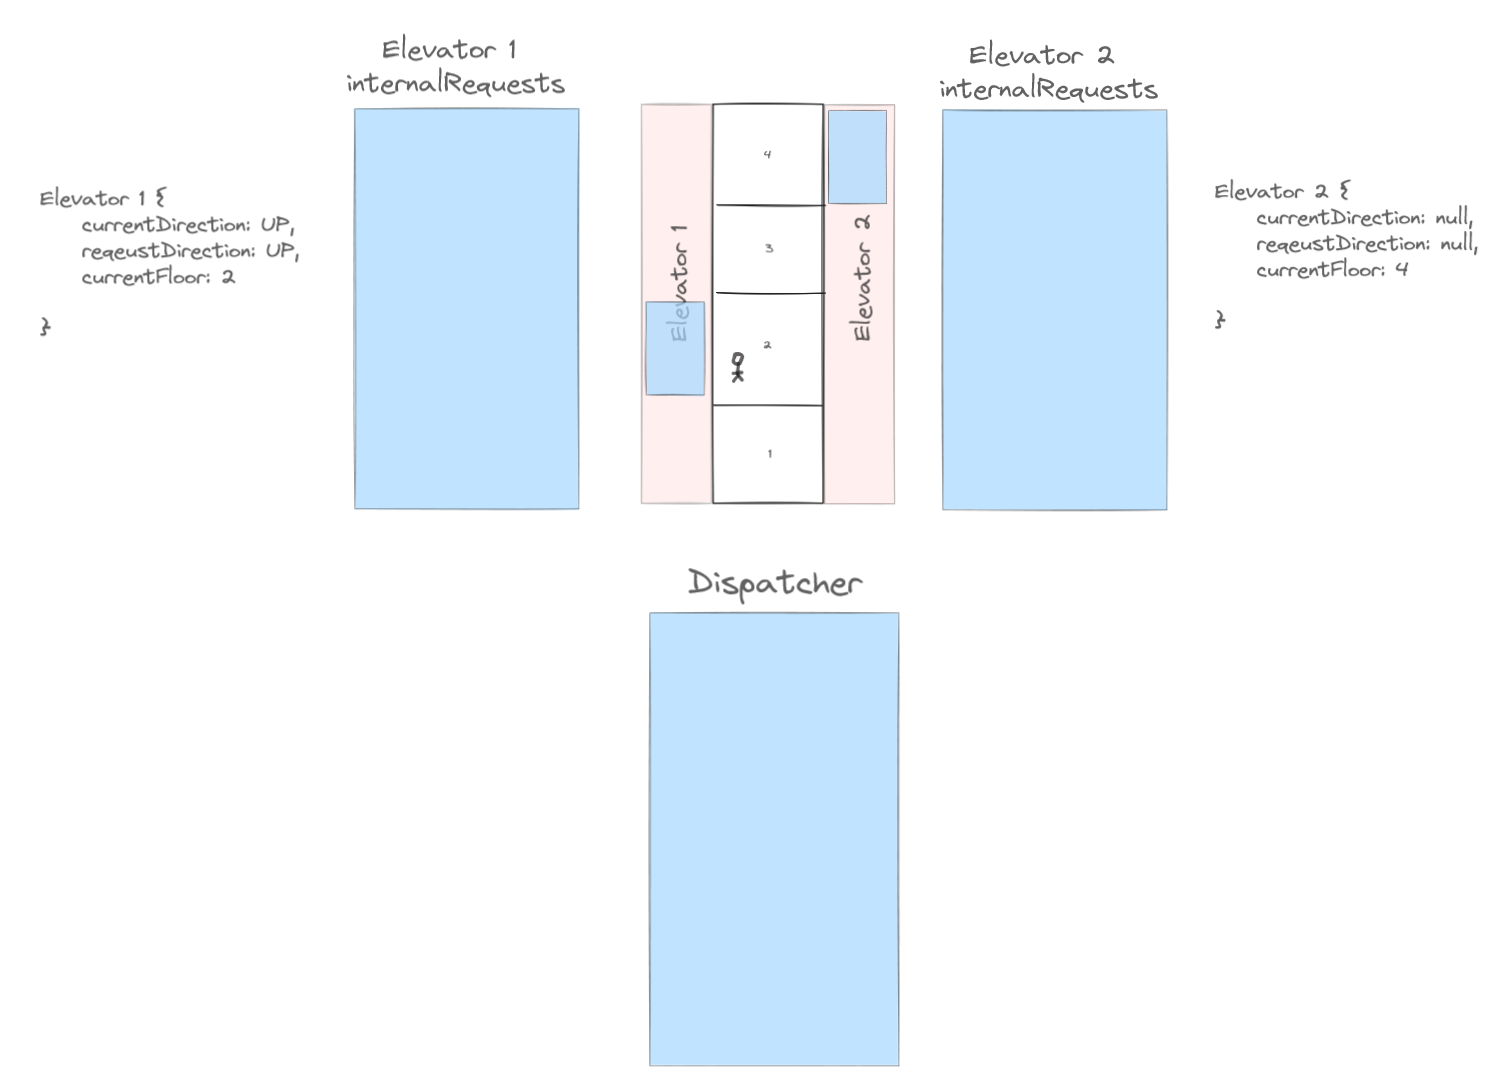 Elevator 1
internalRequests
Elevator 2
internalRequests
Elevator 1 {
currentDirection: UP,
reqeustDirection: UP,
currentFloor: 2
}
4
3
2
1
Elevator 1
Elevator 2
Elevator 2 {
currentDirection: null,
reqeustDirection: null,
currentFloor: 4
}
Dispatcher